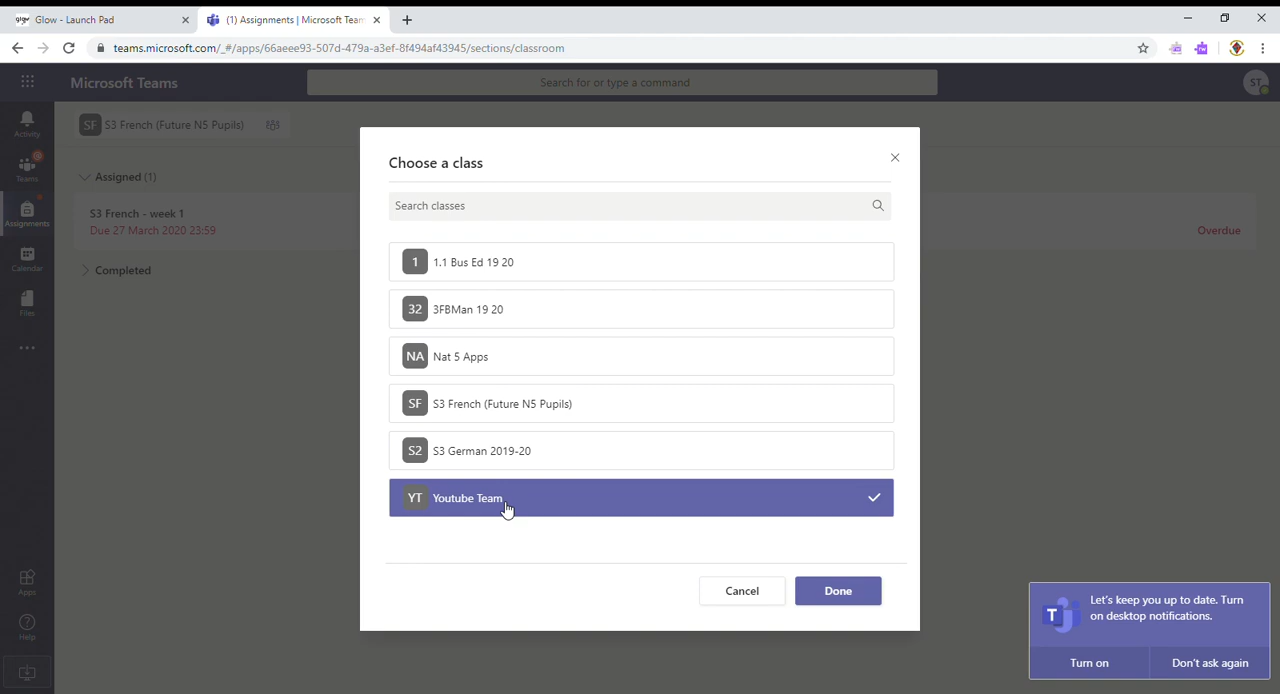 glow Glow - Launch Pad
(1) Assignments | Microsoft Team
teams.microsoft.com/_#/apps/66aeee93-507d-479a-a3ef-8f494af43945/sections/classroom
Microsoft Teams
Search for or type a command
ST
Activity
Teams
Assignments
Calendar
Files
Apps
Help
SF S3 French (Future N5 Pupils)
Assigned (1)
S3 French - week 1
Due 27 March 2020 23:59
Overdue
Completed
Choose a class
Search classes
1 1.1 Bus Ed 19 20
32 3FBMan 19 20
NA Nat 5 Apps
SF S3 French (Future N5 Pupils)
S2 S3 German 2019-20
YT Youtube Team
Cancel Done
Let's keep you up to date. Turn
on desktop notifications.
Turn on Don't ask again